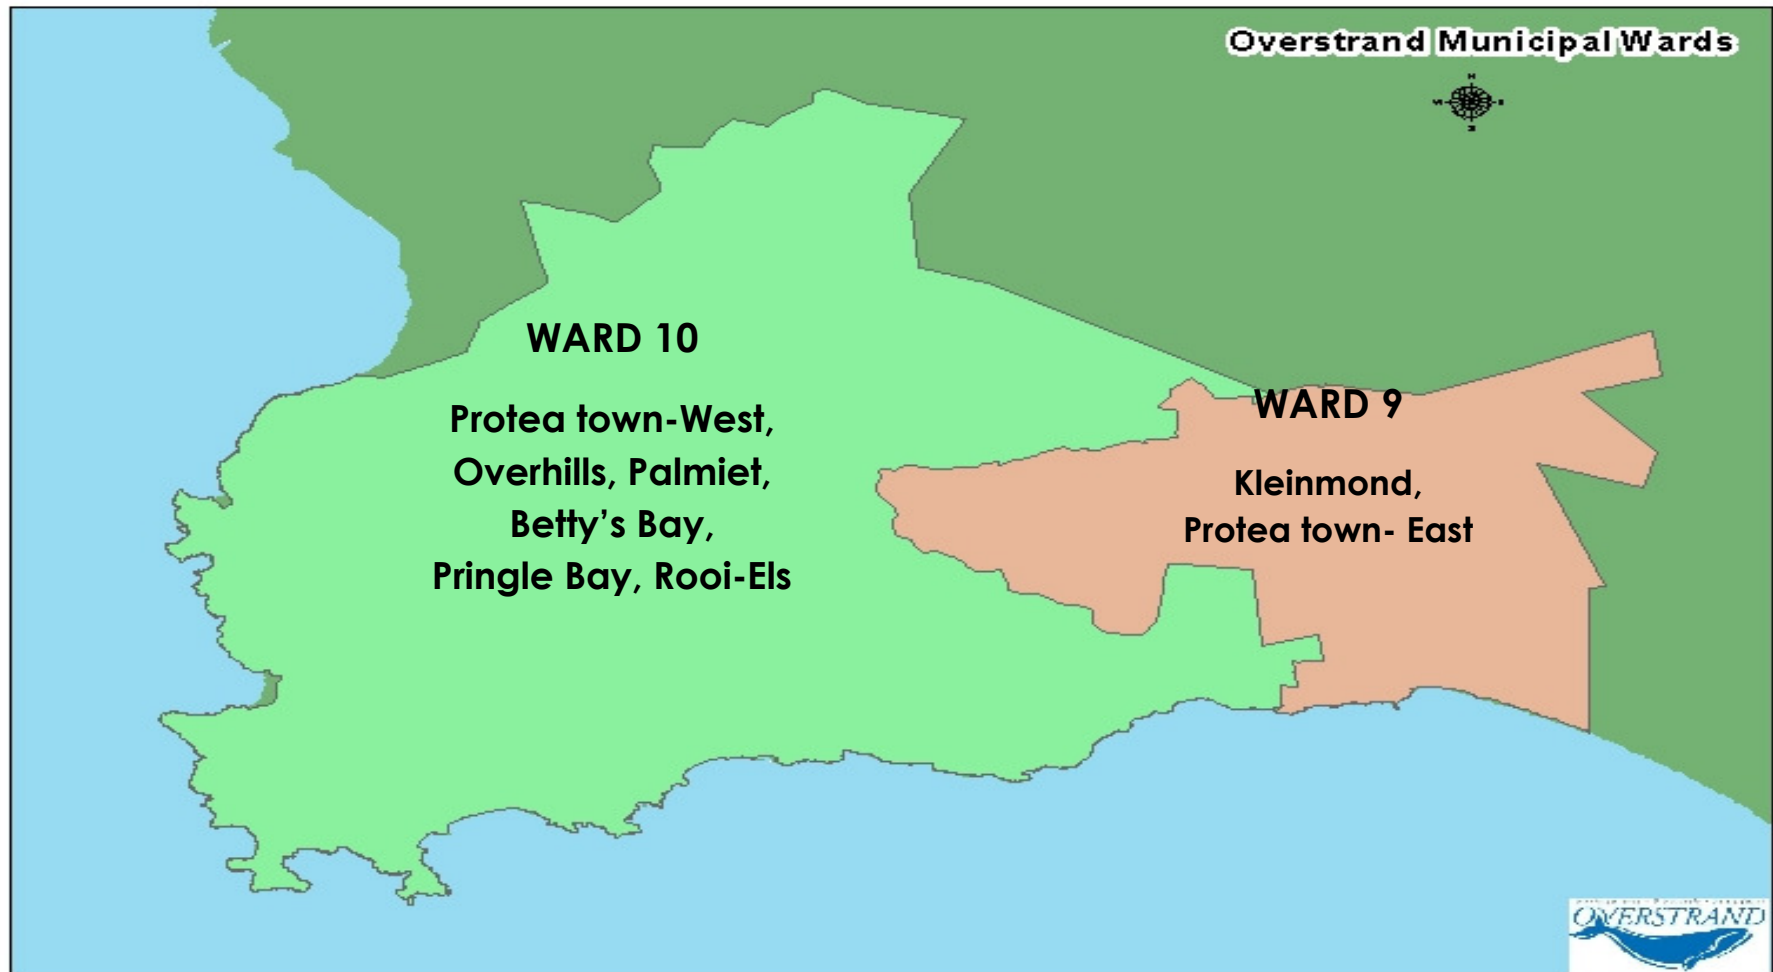 Overstrand Municipal Wards
N
WARD 10
Protea town-West,
Overhills, Palmiet,
Betty’s Bay,
Pringle Bay, Rooi-Els
WARD 9
Kleinmond,
Protea town- East
OVERSTRAND